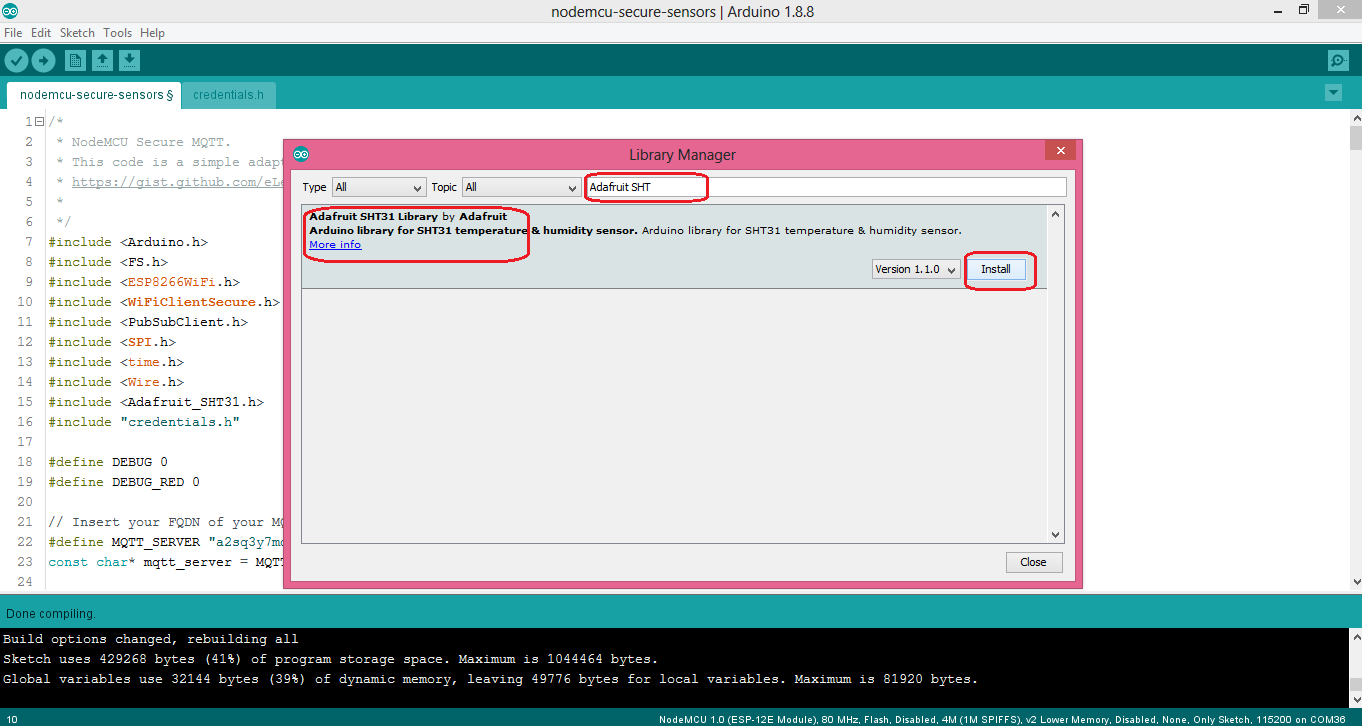 nodemcu-secure-sensors | Arduino 1.8.8
File Edit Sketch Tools Help
nodemcu-secure-sensors § credentials.h
1 /*
2 * NodeMCU Secure MQTT.
3 * This code is a simple adapt
4 * https://gist.github.com/eLe
5 *
6 */
7 #include <Arduino.h>
8 #include <FS.h>
9 #include <ESP8266WiFi.h>
10 #include <WiFiClientSecure.h>
11 #include <PubSubClient.h>
12 #include <SPI.h>
13 #include <time.h>
14 #include <Wire.h>
15 #include <Adafruit_SHT31.h>
16 #include "credentials.h"
17
18 #define DEBUG 0
19 #define DEBUG_RED 0
20
21 // Insert your FQDN of your MQ
22 #define MQTT_SERVER "a2sq3y7m
23 const char* mqtt_server = MQTT
24
Library Manager
Type All Topic All Adafruit SHT
Adafruit SHT31 Library by Adafruit
Arduino library for SHT31 temperature & humidity sensor. Arduino library for SHT31 temperature & humidity sensor.
More info
Version 1.1.0 Install
Close
Done compiling.
Build options changed, rebuilding all
Sketch uses 429268 bytes (41%) of program storage space. Maximum is 1044464 bytes.
Global variables use 32144 bytes (39%) of dynamic memory, leaving 49776 bytes for local variables. Maximum is 81920 bytes.
10 NodeMCU 1.0 (ESP-12E Module), 80 MHz, Flash, Disabled, 4M (1M SPIFFS), v2 Lower Memory, Disabled, None, Only Sketch, 115200 on COM36